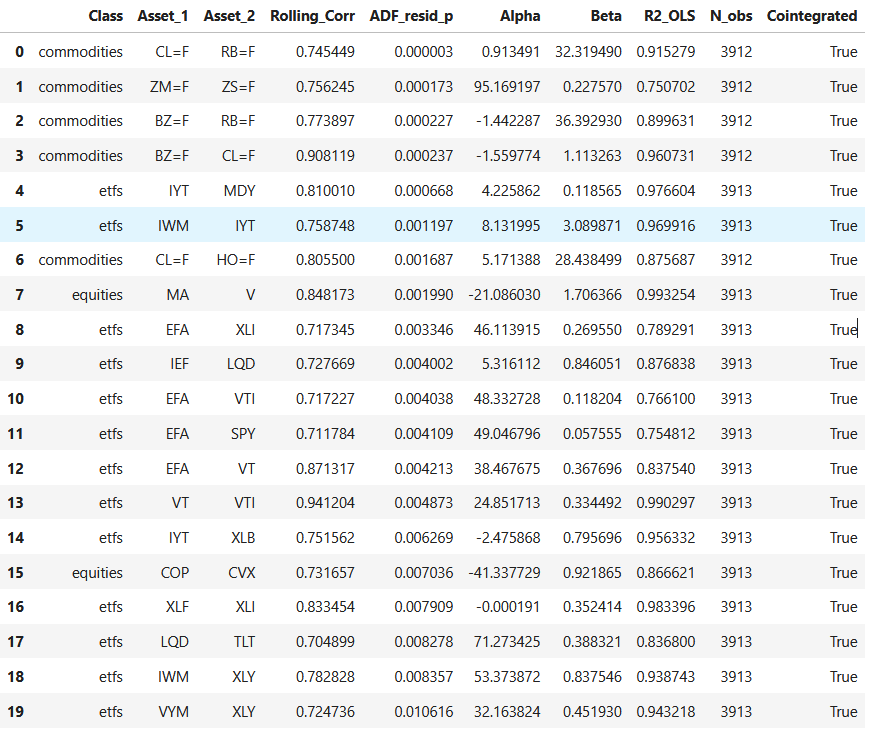 Class Asset_1 Asset_2 Rolling_Corr ADF_resid_p Alpha Beta R2_OLS N_obs Cointegrated
0 commodities CL=F RB=F 0.745449 0.000003 0.913491 32.319490 0.915279 3912 True
1 commodities ZM=F ZS=F 0.756245 0.000173 95.169197 0.227570 0.750702 3912 True
2 commodities BZ=F RB=F 0.773897 0.000227 -1.442287 36.392930 0.899631 3912 True
3 commodities BZ=F CL=F 0.908119 0.000237 -1.559774 1.113263 0.960731 3912 True
4 etfs IYT MDY 0.810010 0.000668 4.225862 0.118565 0.976604 3913 True
5 etfs IWM IYT 0.758748 0.001197 8.131995 3.089871 0.969916 3913 True
6 commodities CL=F HO=F 0.805500 0.001687 5.171388 28.438499 0.875687 3912 True
7 equities MA V 0.848173 0.001990 -21.086030 1.706366 0.993254 3913 True
8 etfs EFA XLI 0.717345 0.003346 46.113915 0.269550 0.789291 3913 True
9 etfs IEF LQD 0.727669 0.004002 5.316112 0.846051 0.876838 3913 True
10 etfs EFA VTI 0.717227 0.004038 48.332728 0.118204 0.766100 3913 True
11 etfs EFA SPY 0.711784 0.004109 49.046796 0.057555 0.754812 3913 True
12 etfs EFA VT 0.871317 0.004213 38.467675 0.367696 0.837540 3913 True
13 etfs VT VTI 0.941204 0.004873 24.851713 0.334492 0.990297 3913 True
14 etfs IYT XLB 0.751562 0.006269 -2.475868 0.795696 0.956332 3913 True
15 equities COP CVX 0.731657 0.007036 -41.337729 0.921865 0.866621 3913 True
16 etfs XLF XLI 0.833454 0.007909 -0.000191 0.352414 0.983396 3913 True
17 etfs LQD TLT 0.704899 0.008278 71.273425 0.388321 0.836800 3913 True
18 etfs IWM XLY 0.782828 0.008357 53.373872 0.837546 0.938743 3913 True
19 etfs VYM XLY 0.724736 0.010616 32.163824 0.451930 0.943218 3913 True